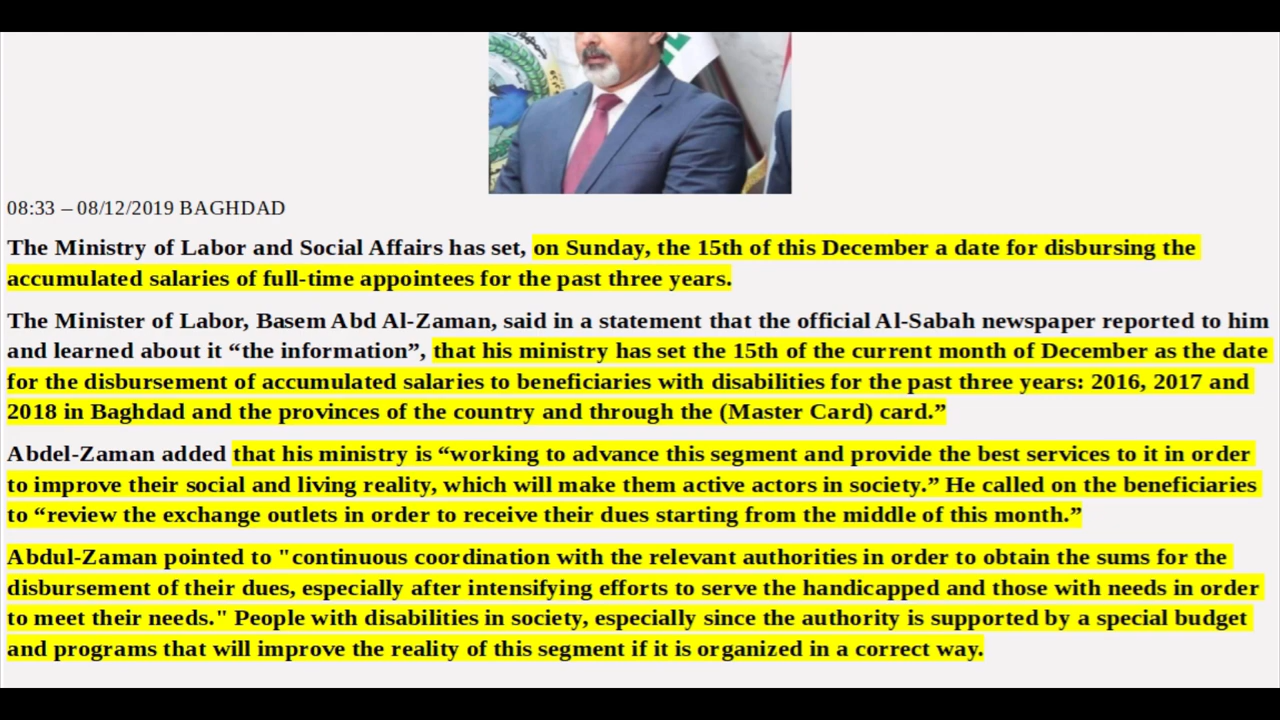 08:33 – 08/12/2019 BAGHDAD
The Ministry of Labor and Social Affairs has set, on Sunday, the 15th of this December a date for disbursing the
accumulated salaries of full-time appointees for the past three years.
The Minister of Labor, Basem Abd Al-Zaman, said in a statement that the official Al-Sabah newspaper reported to him
and learned about it “the information”, that his ministry has set the 15th of the current month of December as the date
for the disbursement of accumulated salaries to beneficiaries with disabilities for the past three years: 2016, 2017 and
2018 in Baghdad and the provinces of the country and through the (Master Card) card.”
Abdel-Zaman added that his ministry is “working to advance this segment and provide the best services to it in order
to improve their social and living reality, which will make them active actors in society.” He called on the beneficiaries
to “review the exchange outlets in order to receive their dues starting from the middle of this month.”
Abdul-Zaman pointed to "continuous coordination with the relevant authorities in order to obtain the sums for the
disbursement of their dues, especially after intensifying efforts to serve the handicapped and those with needs in order
to meet their needs." People with disabilities in society, especially since the authority is supported by a special budget
and programs that will improve the reality of this segment if it is organized in a correct way.